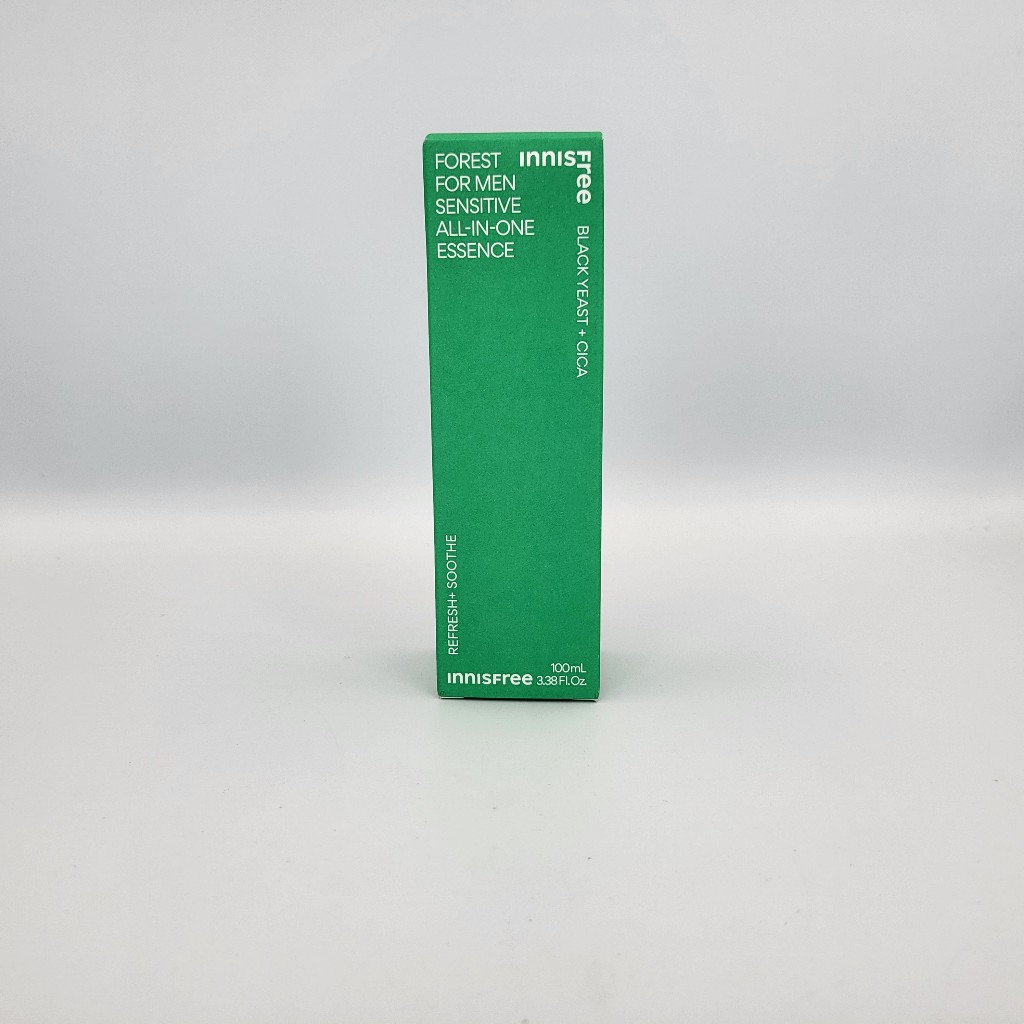 FOREST
FOR MEN
SENSITIVE
ALL-IN-ONE
ESSENCE
INNISFree
BLACK YEAST + CICA
REFRESH+ SOOTHE
100mL
INNISFree 3.38 Fl. Oz.